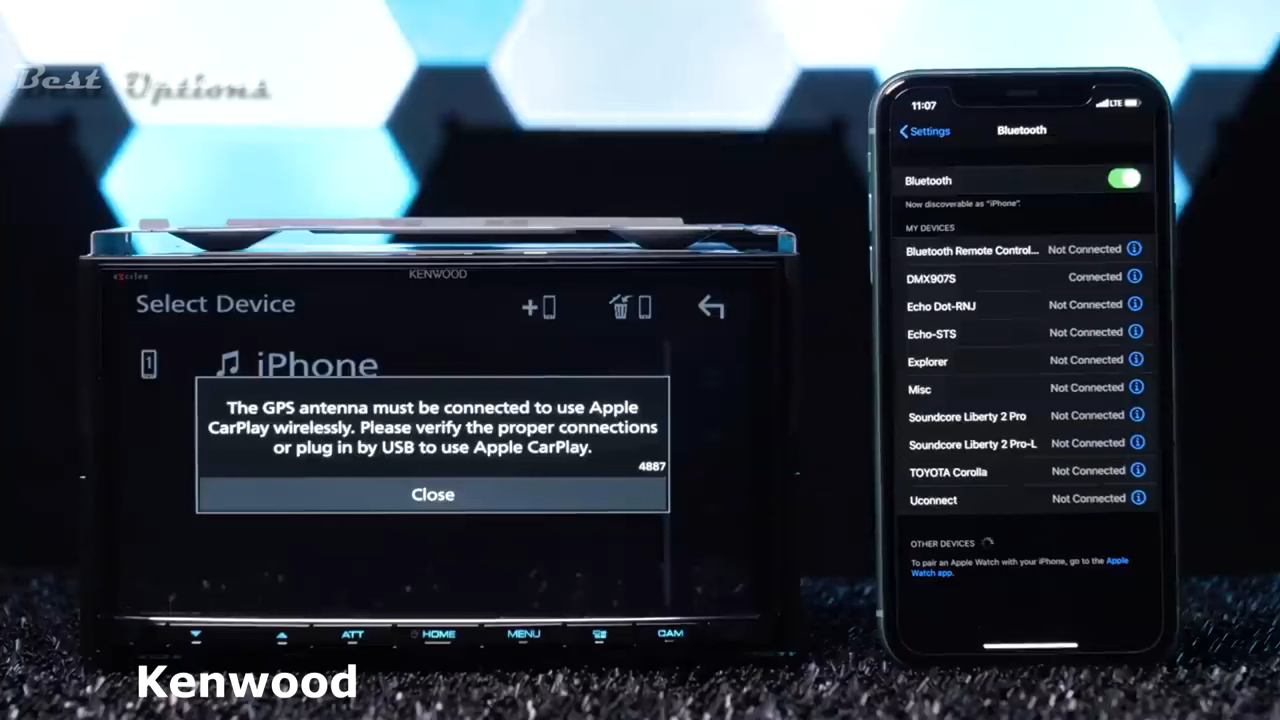 Best Options
excelon
KENWOOD
Select Device
1
iPhone
The GPS antenna must be connected to use Apple
CarPlay wirelessly. Please verify the proper connections
or plug in by USB to use Apple CarPlay.
4887
Close
ATT
HOME
MENU
CAM
Kenwood
11:07
LTE
Settings
Bluetooth
Bluetooth
Now discoverable as "iPhone".
MY DEVICES
Bluetooth Remote Control... Not Connected
DMX907S Connected
Echo Dot-RNJ Not Connected
Echo-STS Not Connected
Explorer Not Connected
Misc Not Connected
Soundcore Liberty 2 Pro Not Connected
Soundcore Liberty 2 Pro-L Not Connected
TOYOTA Corolla Not Connected
Uconnect Not Connected
OTHER DEVICES
To pair an Apple Watch with your iPhone, go to the Apple
Watch app.